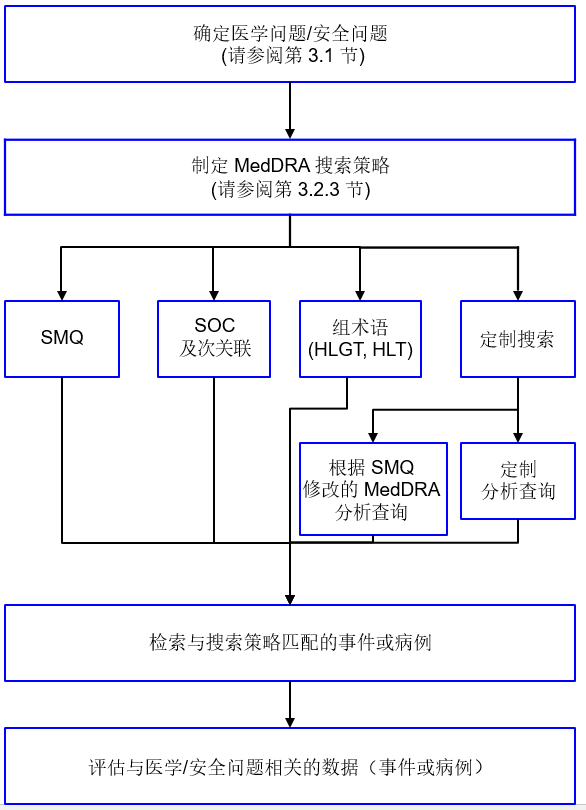 确定医学问题/安全问题
(请参阅第 3.1 节)
制定 MedDRA 搜索策略
(请参阅第 3.2.3 节)
SMQ
SOC
及次关联
组术语
(HLGT, HLT)
定制搜索
根据 SMQ
修改的 MedDRA
分析查询
定制
分析查询
检索与搜索策略匹配的事件或病例
评估与医学/安全问题相关的数据（事件或病例）